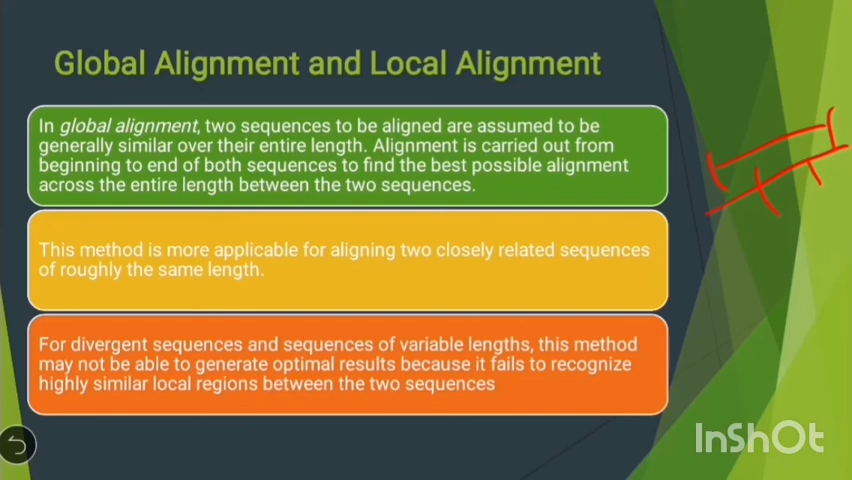 Global Alignment and Local Alignment
In global alignment, two sequences to be aligned are assumed to be
generally similar over their entire length. Alignment is carried out from
beginning to end of both sequences to find the best possible alignment
across the entire length between the two sequences.
This method is more applicable for aligning two closely related sequences
of roughly the same length.
For divergent sequences and sequences of variable lengths, this method
may not be able to generate optimal results because it fails to recognize
highly similar local regions between the two sequences
InShOt